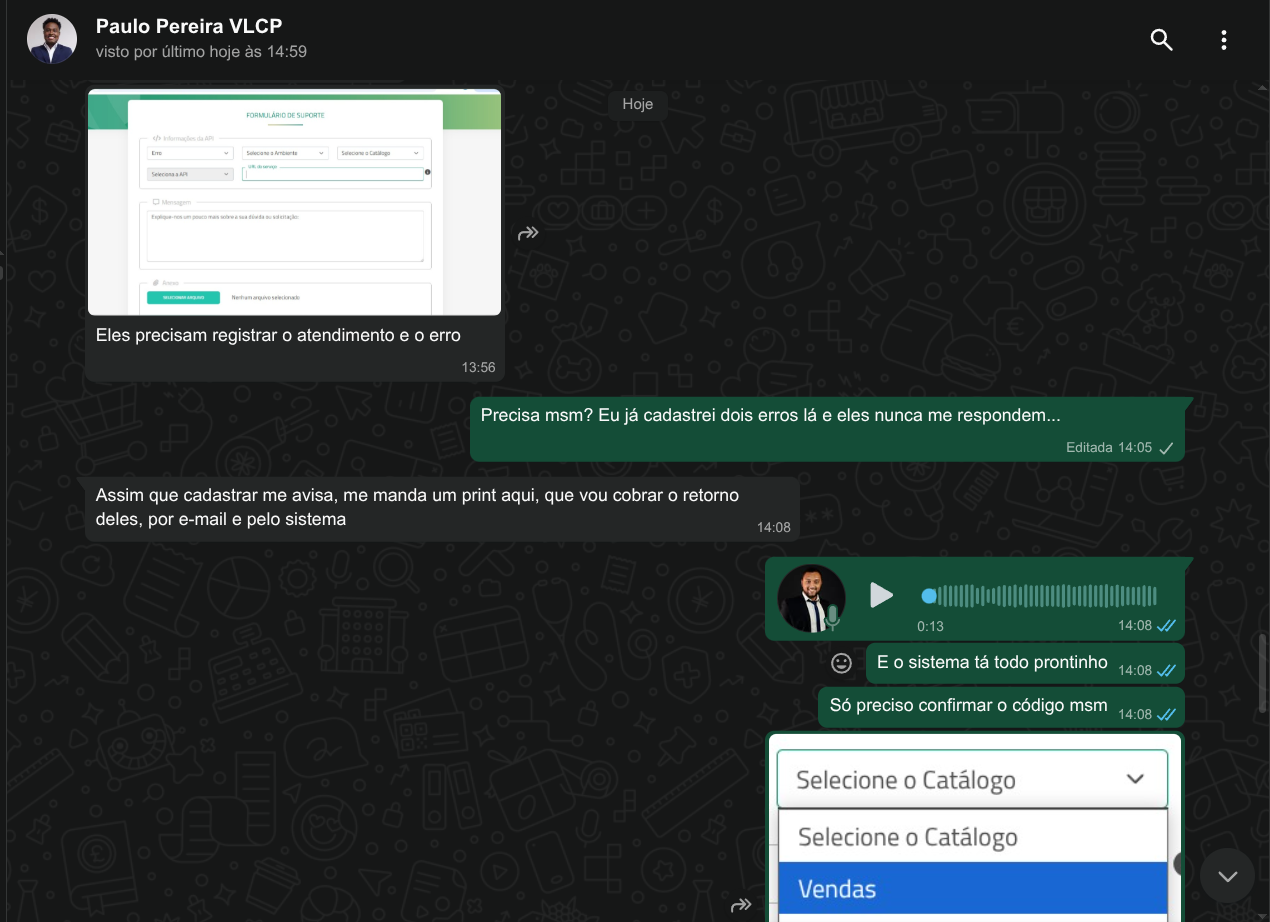 Paulo Pereira VLCP
visto por último hoje às 14:59
Hoje
FORMULÁRIO DE SUPORTE
</> Informações da API
Erro
Selecione o Ambiente
Selecione o Catálogo
Selecione a API
URL do serviço
Mensagem
Explique-nos um pouco mais sobre a sua dúvida ou solicitação
Anexo
SELECIONAR ARQUIVO
Nenhum arquivo selecionado
Eles precisam registrar o atendimento e o erro
13:56
Precisa msm? Eu já cadastrei dois erros lá e eles nunca me respondem...
Editada 14:05
Assim que cadastrar me avisa, me manda um print aqui, que vou cobrar o retorno
deles, por e-mail e pelo sistema
14:08
0:13
14:08
E o sistema tá todo prontinho 14:08
Só preciso confirmar o código msm 14:08
Selecione o Catálogo
Selecione o Catálogo
Vendas